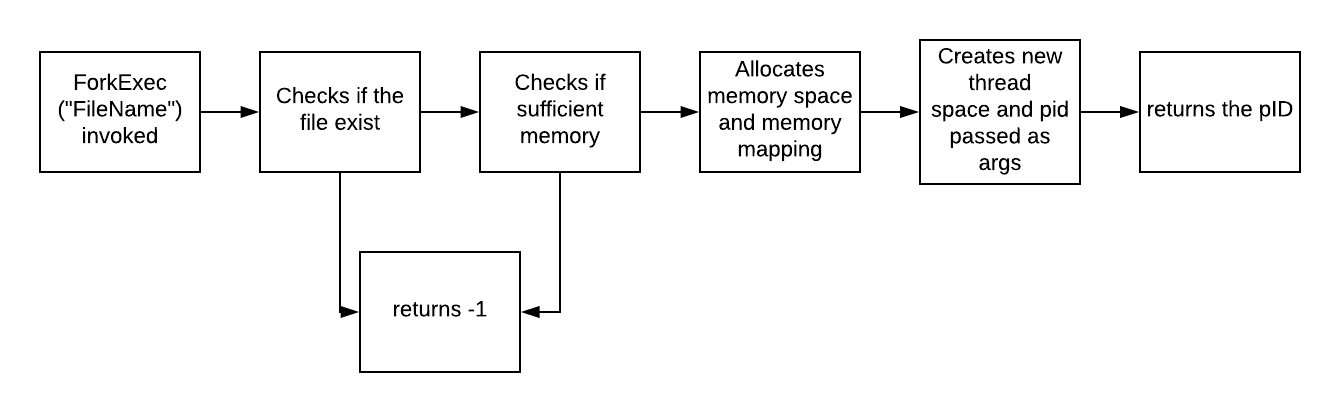 ForkExec
("FileName")
invoked
Checks if the
file exist
Checks if
sufficient
memory
Allocates
memory space
and memory
mapping
Creates new
thread
space and pid
passed as
args
returns the pID
returns -1